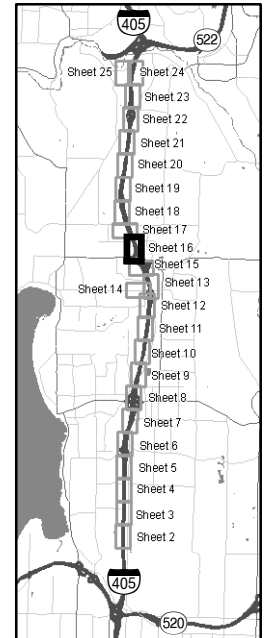 405
522
Sheet 25 Sheet 24
Sheet 23
Sheet 22
Sheet 21
Sheet 20
Sheet 19
Sheet 18
Sheet 17
Sheet 16
Sheet 15
Sheet 13
Sheet 14
Sheet 12
Sheet 11
Sheet 10
Sheet 9
Sheet 8
Sheet 7
Sheet 6
Sheet 5
Sheet 4
Sheet 3
Sheet 2
405
520